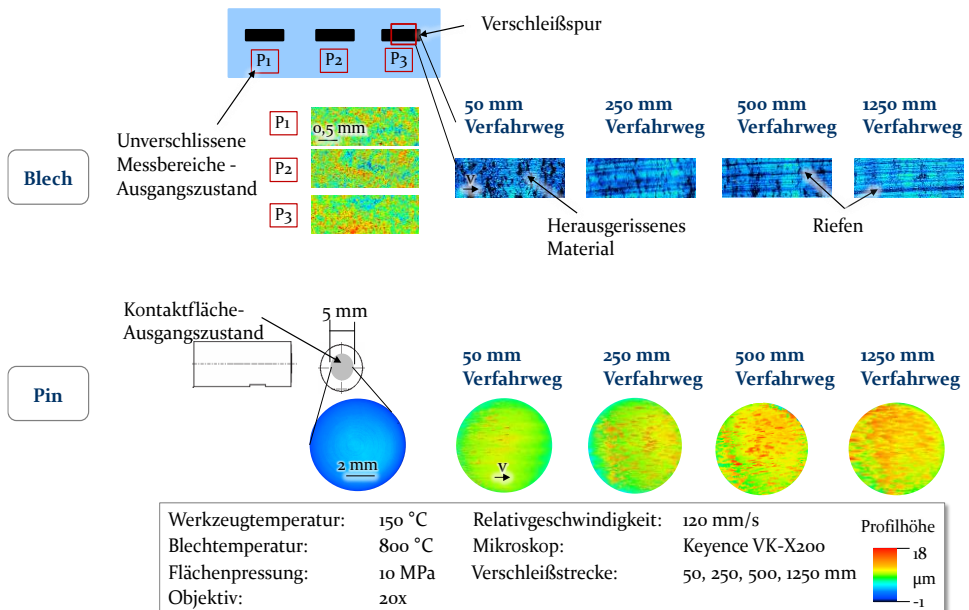 Verschleißspur
P1
P2
P3
50 mm
Verfahrweg
250 mm
Verfahrweg
500 mm
Verfahrweg
1250 mm
Verfahrweg
Blech
Unverschlissene
Messbereiche -
Ausgangszustand
P1
0,5 mm
P2
P3
v
Herausgerissenes
Material
Riefen
Pin
Kontaktfläche-
Ausgangszustand
5 mm
2 mm
50 mm
Verfahrweg
250 mm
Verfahrweg
500 mm
Verfahrweg
1250 mm
Verfahrweg
v
Werkzeugtemperatur: 150 °C Relativgeschwindigkeit: 120 mm/s
Blechtemperatur: 800 °C Mikroskop: Keyence VK-X200
Flächenpressung: 10 MPa Verschleißstrecke: 50, 250, 500, 1250 mm
Objektiv: 20x
Profilhöhe
18
µm
-1